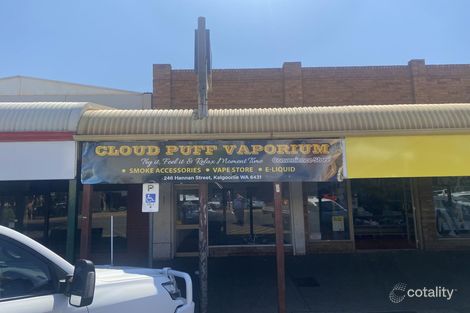 CLOUD PUFF VAPORIUM
Try it, Feel it & Relax Moment Time
Convenience Store
• SMOKE ACCESSORIES • VAPE STORE • E-LIQUID
246 Hannan Street, Kalgoorlie WA 6431
cotality